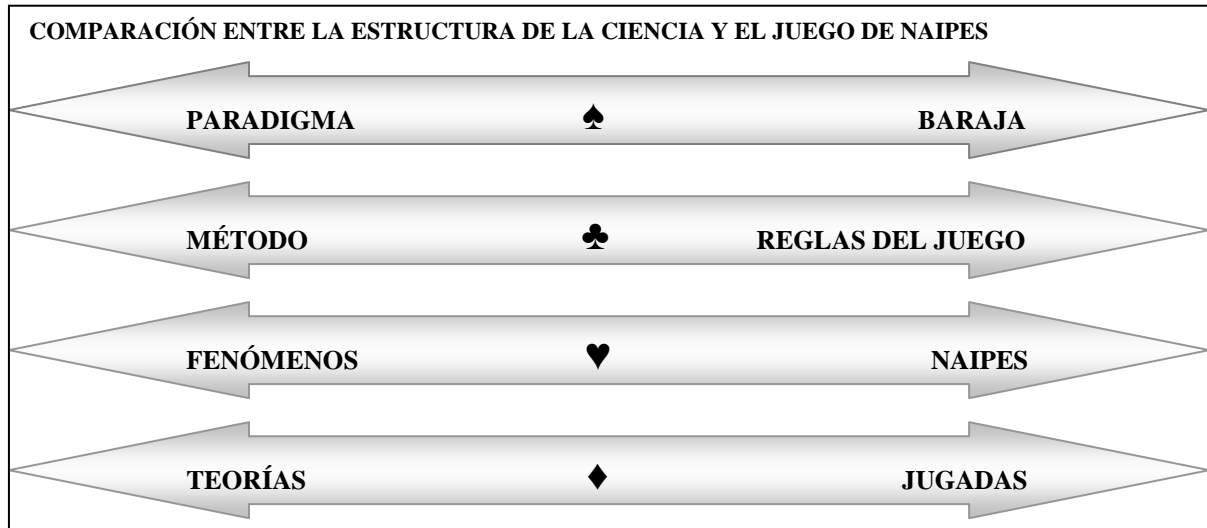 COMPARACIÓN ENTRE LA ESTRUCTURA DE LA CIENCIA Y EL JUEGO DE NAIPES
PARADIGMA ♠ BARAJA
MÉTODO ♣ REGLAS DEL JUEGO
FENÓMENOS ♥ NAIPES
TEORÍAS ♦ JUGADAS